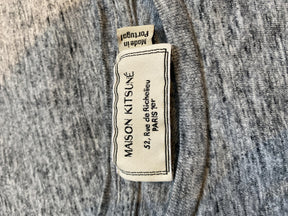 Made in
Portugal
MAISON KITSUNÉ
52, Rue de Richelieu
PARIS 1er